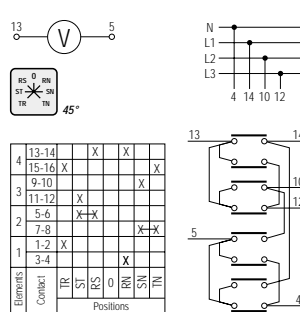 13 5
V
N
L1
L2
L3
4 14 10 12
0
RS RN
ST SN
TR TN
45°
4 13-14 X X
15-16 X X
3 9-10 X
11-12 X
2 5-6 X X
7-8 X X
1 1-2 X
3-4 X
Elements Contact TR ST RS 0 RN SN TN
Positions
13 14
10
12
5
4